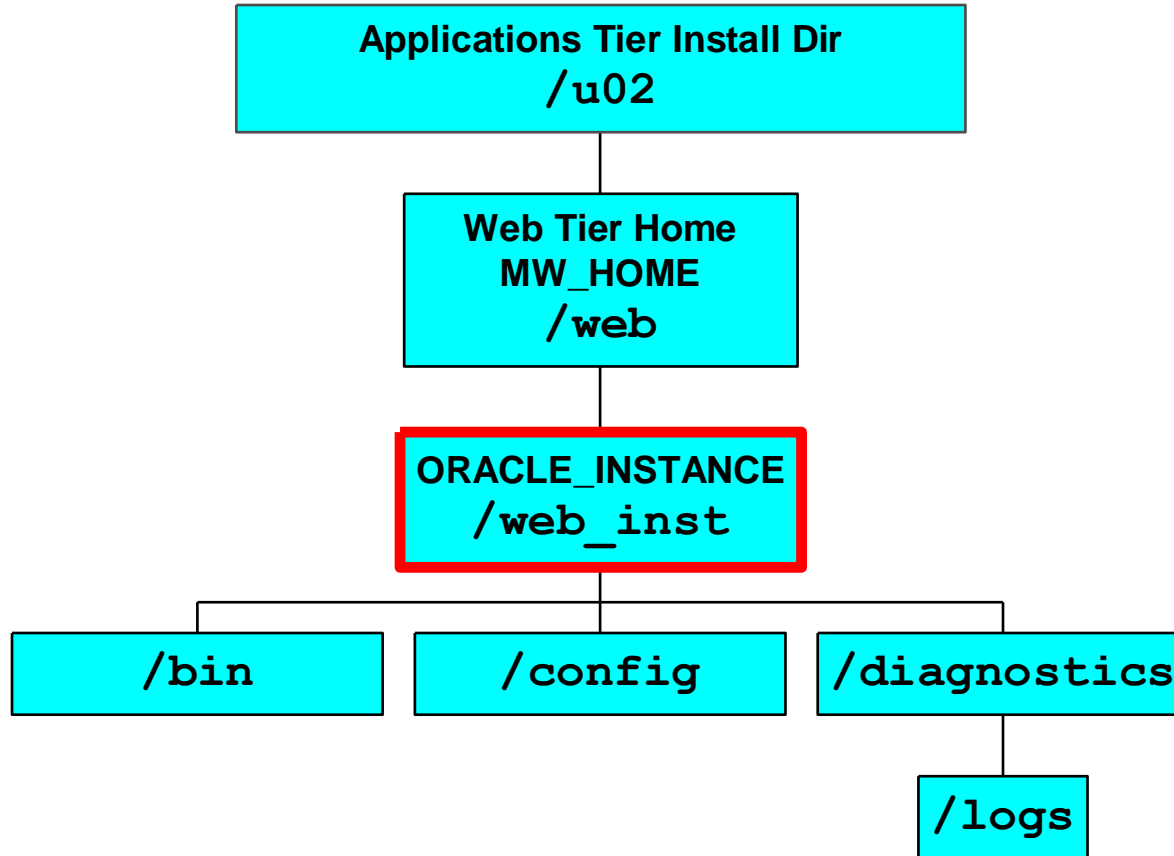 Applications Tier Install Dir
/u02
Web Tier Home
MW_HOME
/web
ORACLE_INSTANCE
/web_inst
/bin
/config
/diagnostics
/logs